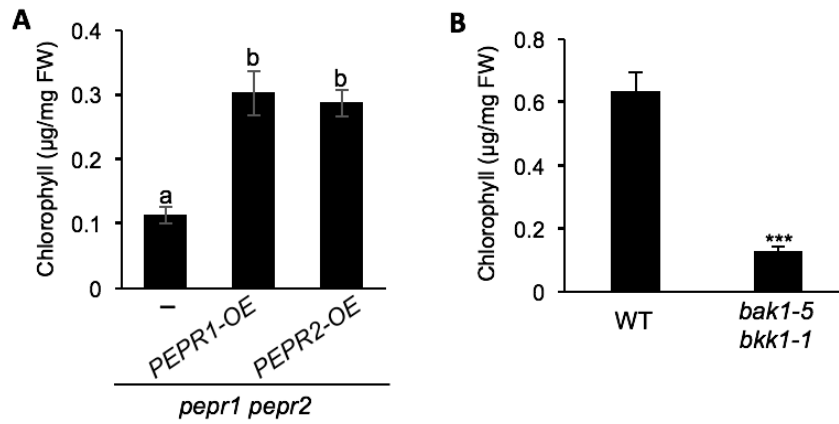 A
Chlorophyll (µg/mg FW)
0.4
0.3
0.2
0.1
0
a
b
b
–
PEPR1-OE
PEPR2-OE
pepr1 pepr2
B
Chlorophyll (µg/mg FW)
0.8
0.6
0.4
0.2
0
***
WT
bak1-5
bkk1-1